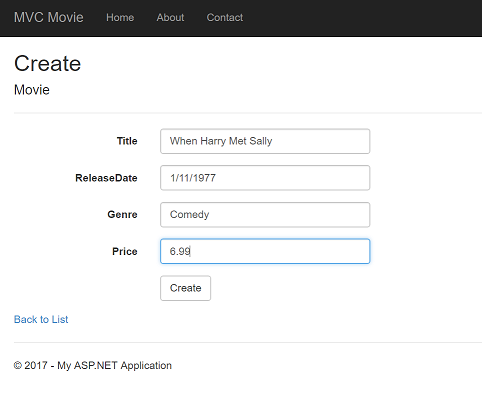 MVC Movie Home About Contact
Create
Movie
Title When Harry Met Sally
ReleaseDate 1/11/1977
Genre Comedy
Price 6.99
Create
Back to List
© 2017 - My ASP.NET Application